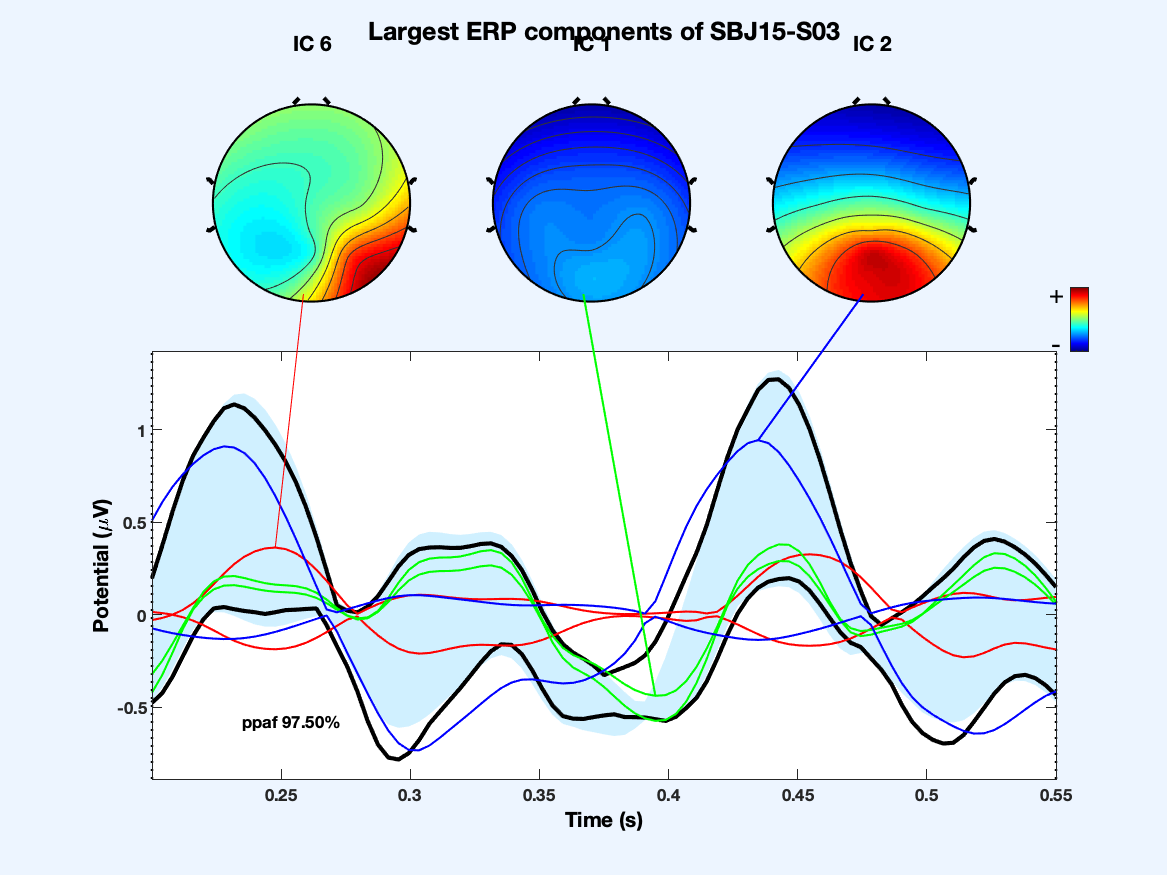 Largest ERP components of SBJ15-S03
IC 6
IC 1
IC 2
+
-
Potential (μV)
1
0.5
0
-0.5
ppaf 97.50%
0.25
0.3
0.35
0.4
0.45
0.5
0.55
Time (s)